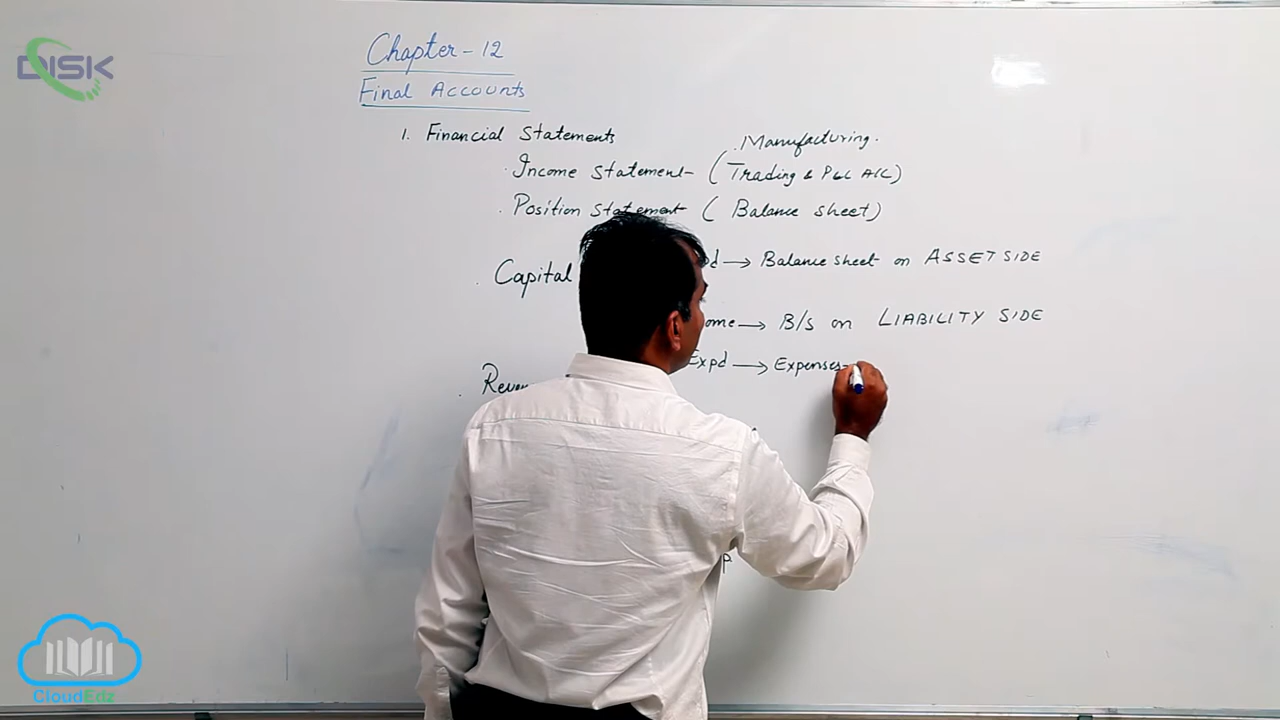 DISK
Chapter-12
Final Accounts
1. Financial Statements
Manufacturing.
Income Statement- (Trading & P&L A/C)
Position Statement (Balance sheet)
Capital → Balance sheet on ASSET SIDE
→ B/S on LIABILITY SIDE
Expd → Expenses
CloudEdz